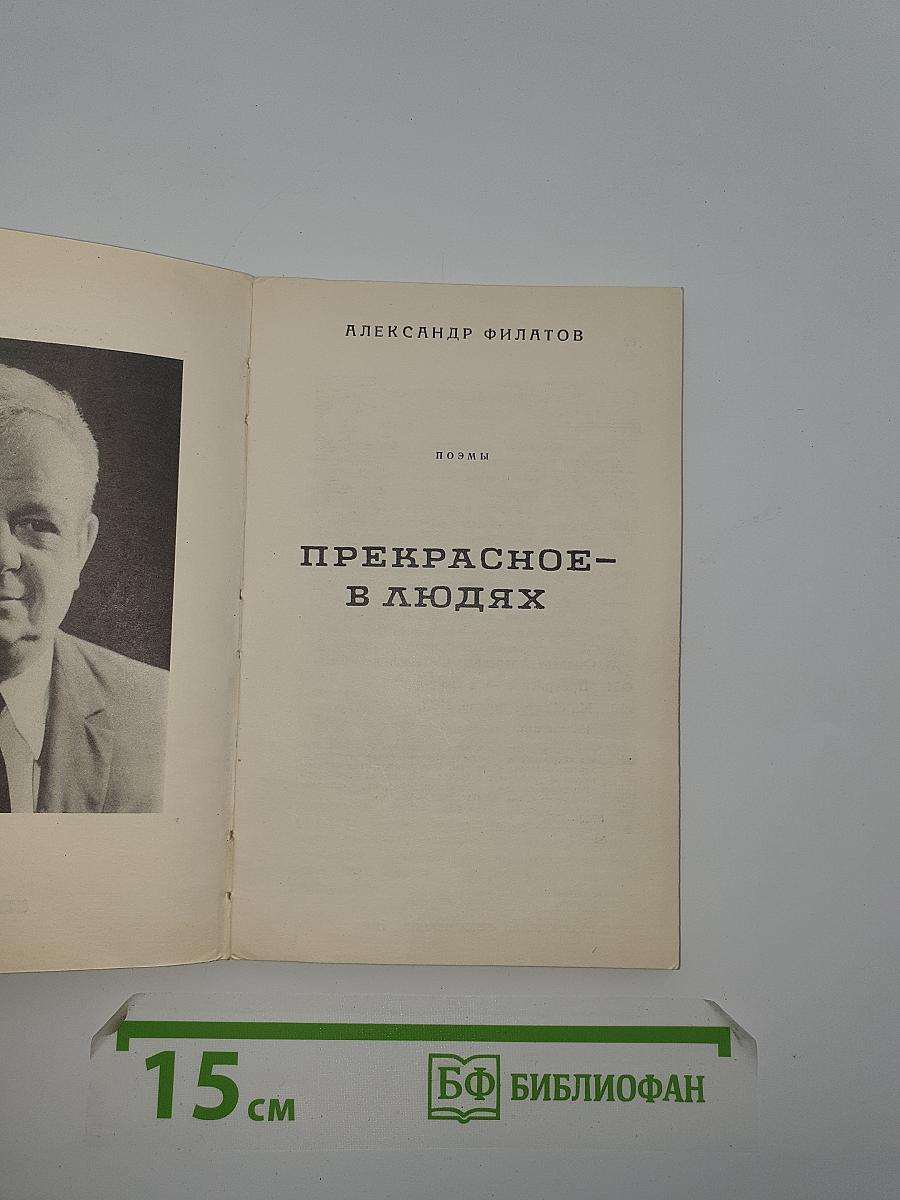 АЛЕКСАНДР ФИЛАТОВ
ПОЭМЫ
ПРЕКРАСНОЕ—
В ЛЮДЯХ
15 СМ
БФ БИБЛИОФАН